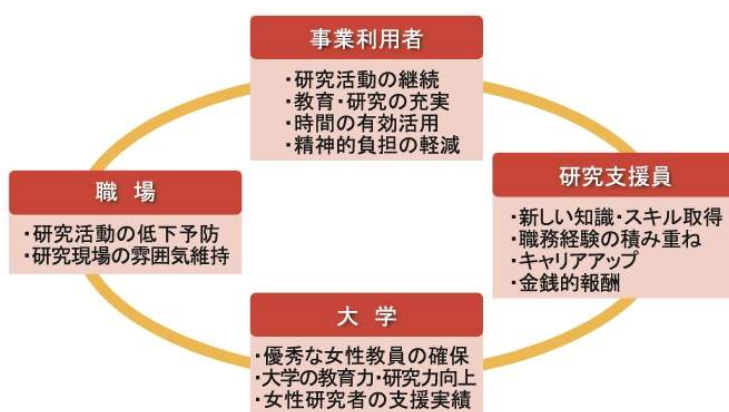 事業利用者
・研究活動の継続
・教育・研究の充実
・時間の有効活用
・精神的負担の軽減
職 場
・研究活動の低下予防
・研究現場の雰囲気維持
研究支援員
・新しい知識・スキル取得
・職務経験の積み重ね
・キャリアアップ
・金銭的報酬
大 学
・優秀な女性教員の確保
・大学の教育力・研究力向上
・女性研究者の支援実績